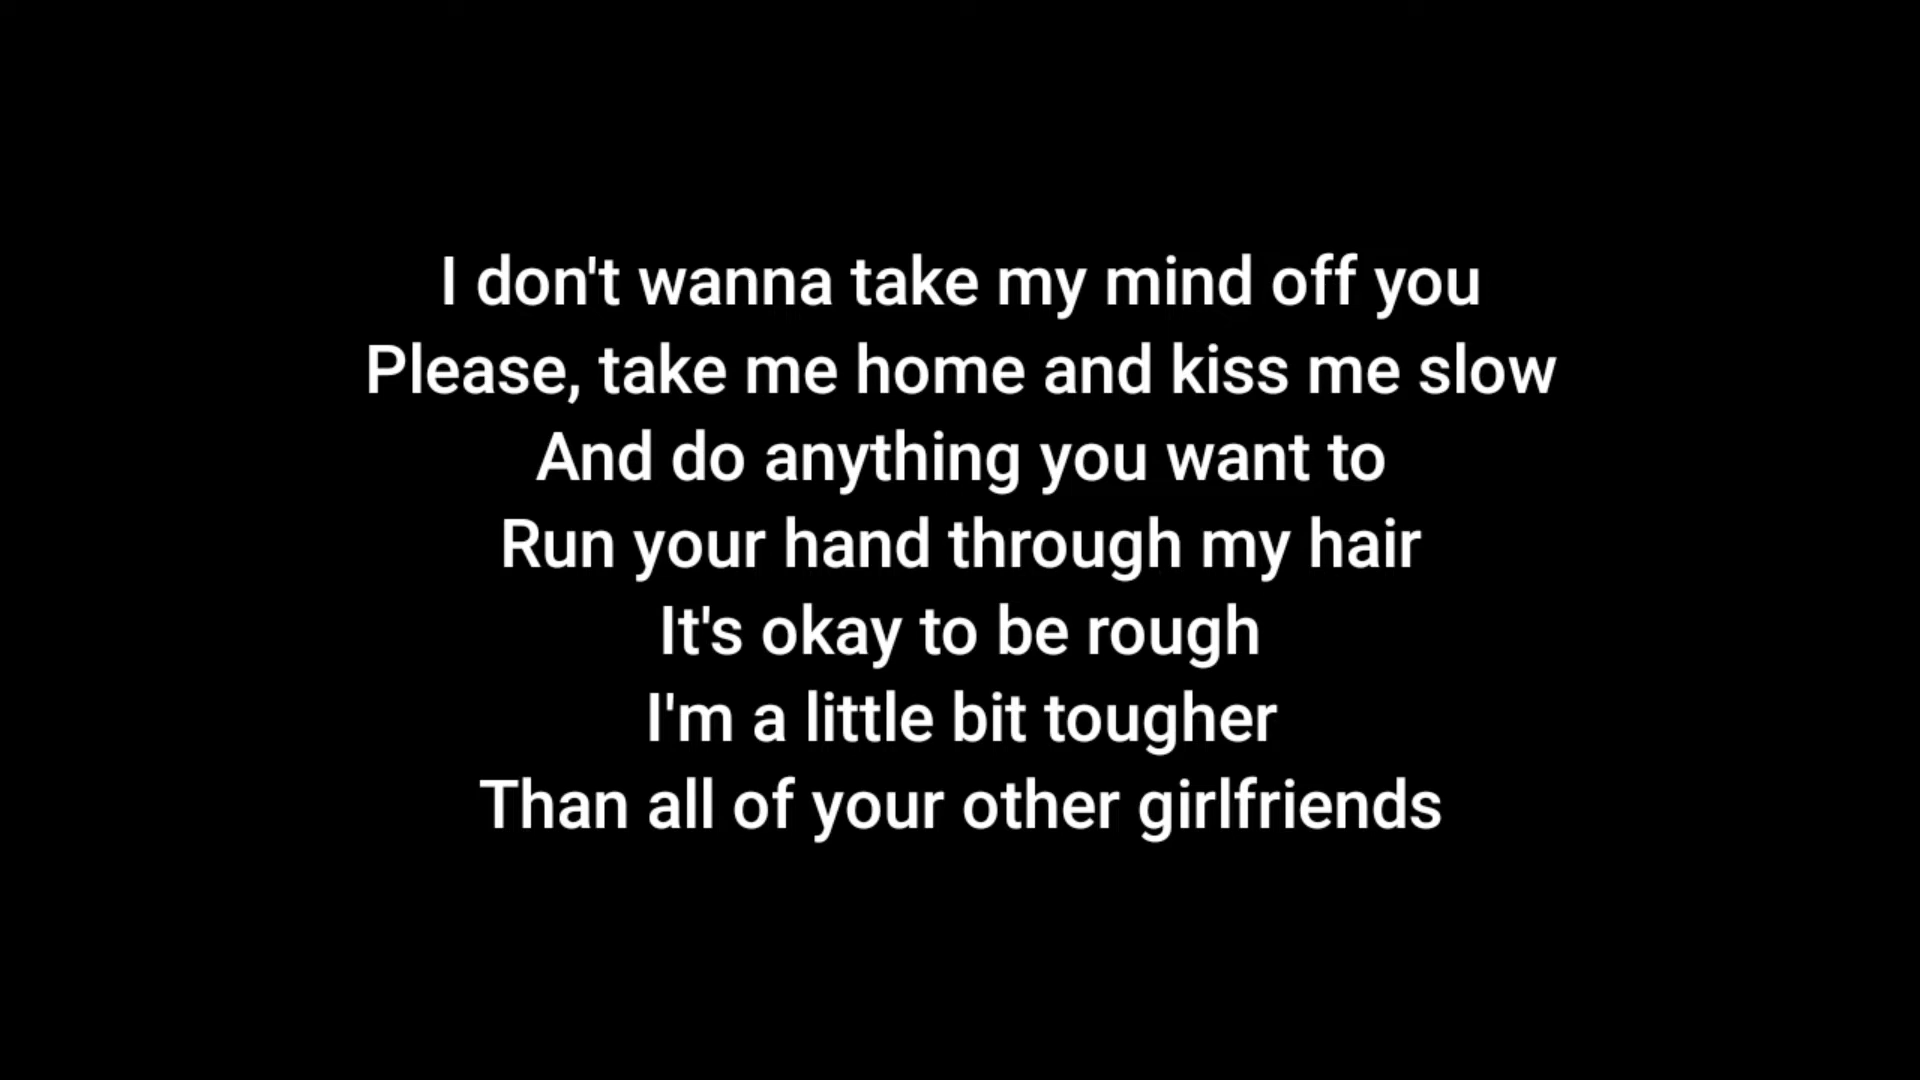 I don't wanna take my mind off you
Please, take me home and kiss me slow
And do anything you want to
Run your hand through my hair
It's okay to be rough
I'm a little bit tougher
Than all of your other girlfriends